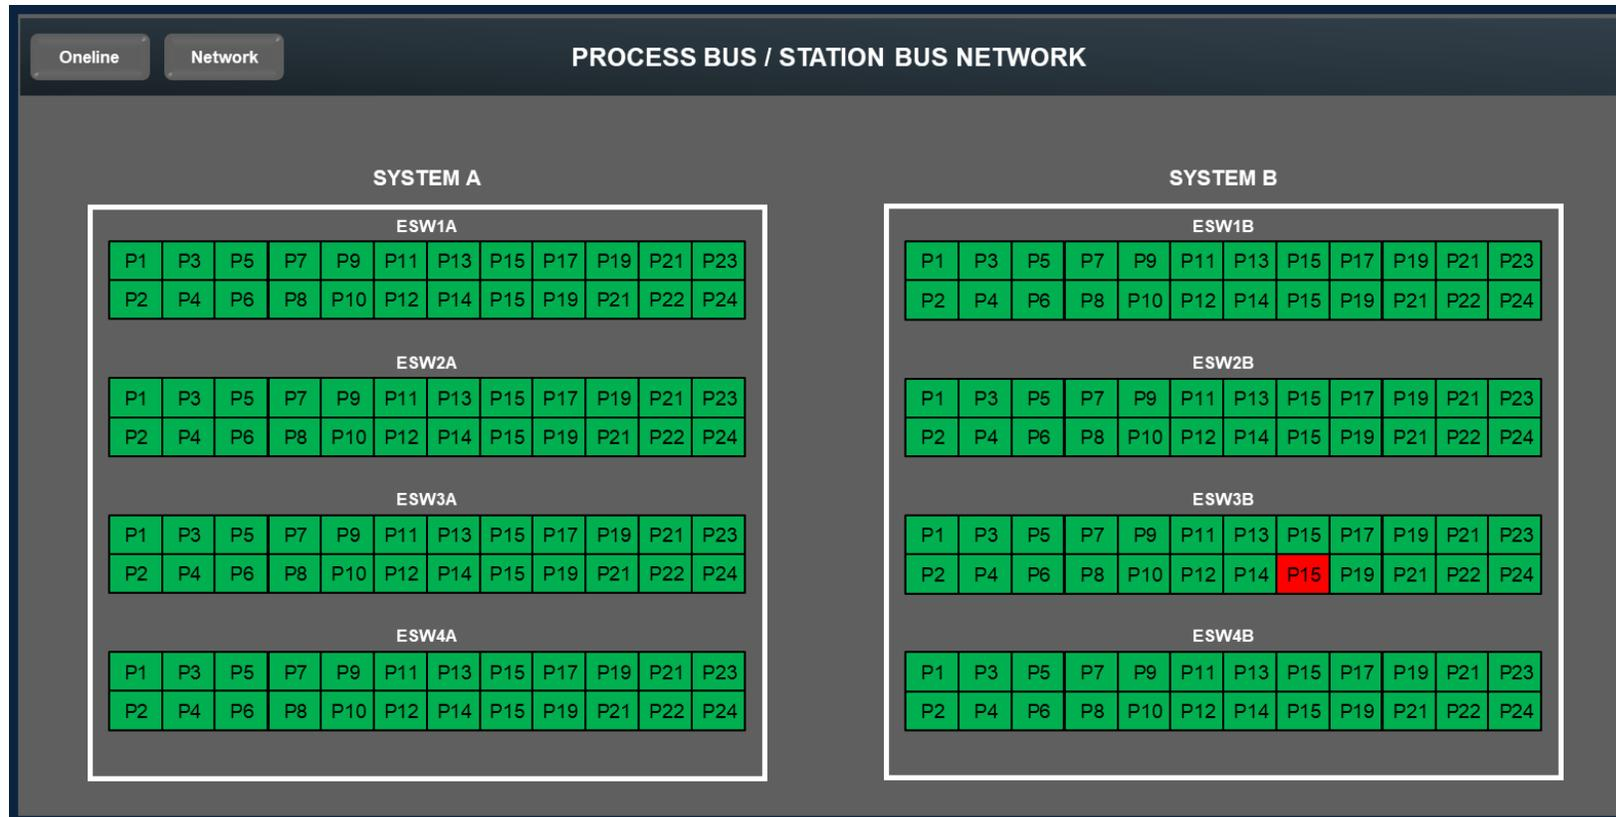 Oneline Network PROCESS BUS / STATION BUS NETWORK
SYSTEM A
ESW1A
P1 P3 P5 P7 P9 P11 P13 P15 P17 P19 P21 P23
P2 P4 P6 P8 P10 P12 P14 P15 P19 P21 P22 P24
ESW2A
P1 P3 P5 P7 P9 P11 P13 P15 P17 P19 P21 P23
P2 P4 P6 P8 P10 P12 P14 P15 P19 P21 P22 P24
ESW3A
P1 P3 P5 P7 P9 P11 P13 P15 P17 P19 P21 P23
P2 P4 P6 P8 P10 P12 P14 P15 P19 P21 P22 P24
ESW4A
P1 P3 P5 P7 P9 P11 P13 P15 P17 P19 P21 P23
P2 P4 P6 P8 P10 P12 P14 P15 P19 P21 P22 P24
SYSTEM B
ESW1B
P1 P3 P5 P7 P9 P11 P13 P15 P17 P19 P21 P23
P2 P4 P6 P8 P10 P12 P14 P15 P19 P21 P22 P24
ESW2B
P1 P3 P5 P7 P9 P11 P13 P15 P17 P19 P21 P23
P2 P4 P6 P8 P10 P12 P14 P15 P19 P21 P22 P24
ESW3B
P1 P3 P5 P7 P9 P11 P13 P15 P17 P19 P21 P23
P2 P4 P6 P8 P10 P12 P14 P15 P19 P21 P22 P24
ESW4B
P1 P3 P5 P7 P9 P11 P13 P15 P17 P19 P21 P23
P2 P4 P6 P8 P10 P12 P14 P15 P19 P21 P22 P24